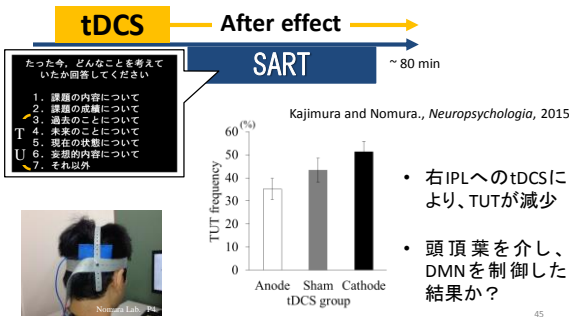 tDCS
After effect
SART
~ 80 min
たった今，どんなことを考えて
いたか回答してください
1．課題の内容について
2．課題の成績について
3．過去のことについて
4．未来のことについて
5．現在の状態について
6．妄想的内容について
7．それ以外
T
U
Kajimura and Nomura., Neuropsychologia, 2015
(%)
60
50
40
30
20
10
0
TUT frequency
Anode Sham Cathode
tDCS group
• 右IPLへのtDCSに
より、TUTが減少
• 頭頂葉を介し、
DMNを制御した
結果か？
Nomura Lab.
45